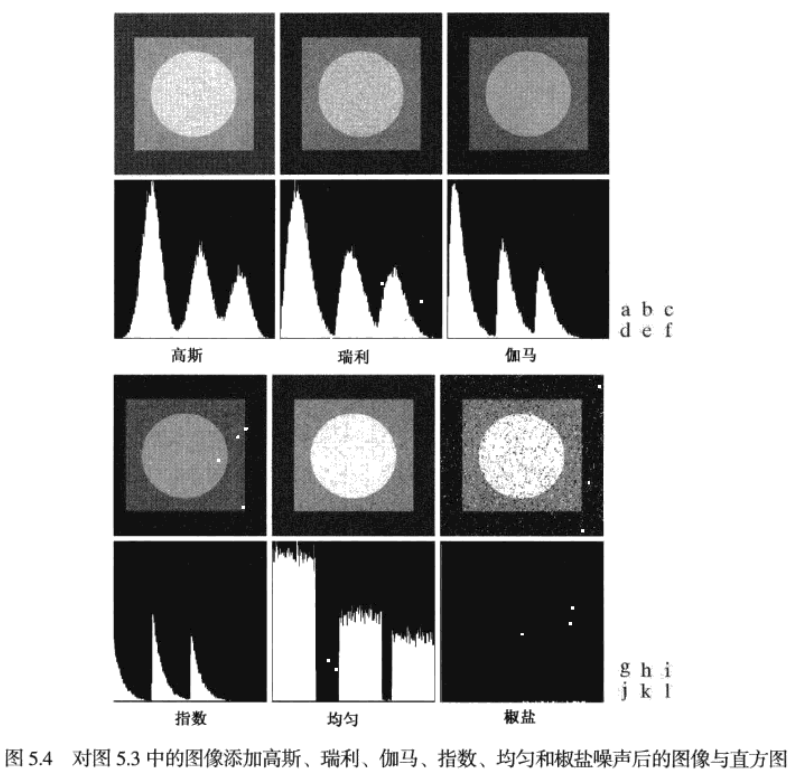 a b c
d e f
高斯 瑞利 伽马
g h i
j k l
指数 均匀 椒盐
图 5.4 对图 5.3 中的图像添加高斯、瑞利、伽马、指数、均匀和椒盐噪声后的图像与直方图